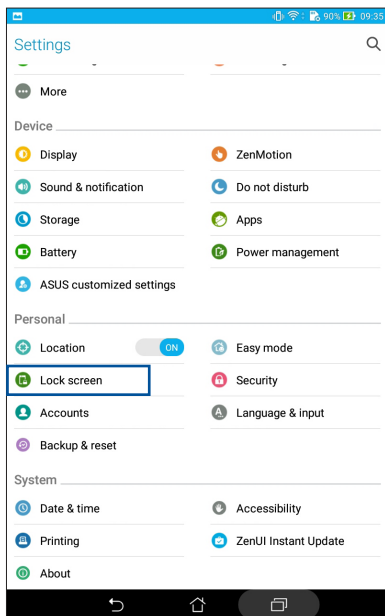 90% 09:35
Settings
More
Device
Display ZenMotion
Sound & notification Do not disturb
Storage Apps
Battery Power management
ASUS customized settings
Personal
Location ON Easy mode
Lock screen Security
Accounts Language & input
Backup & reset
System
Date & time Accessibility
Printing ZenUI Instant Update
About